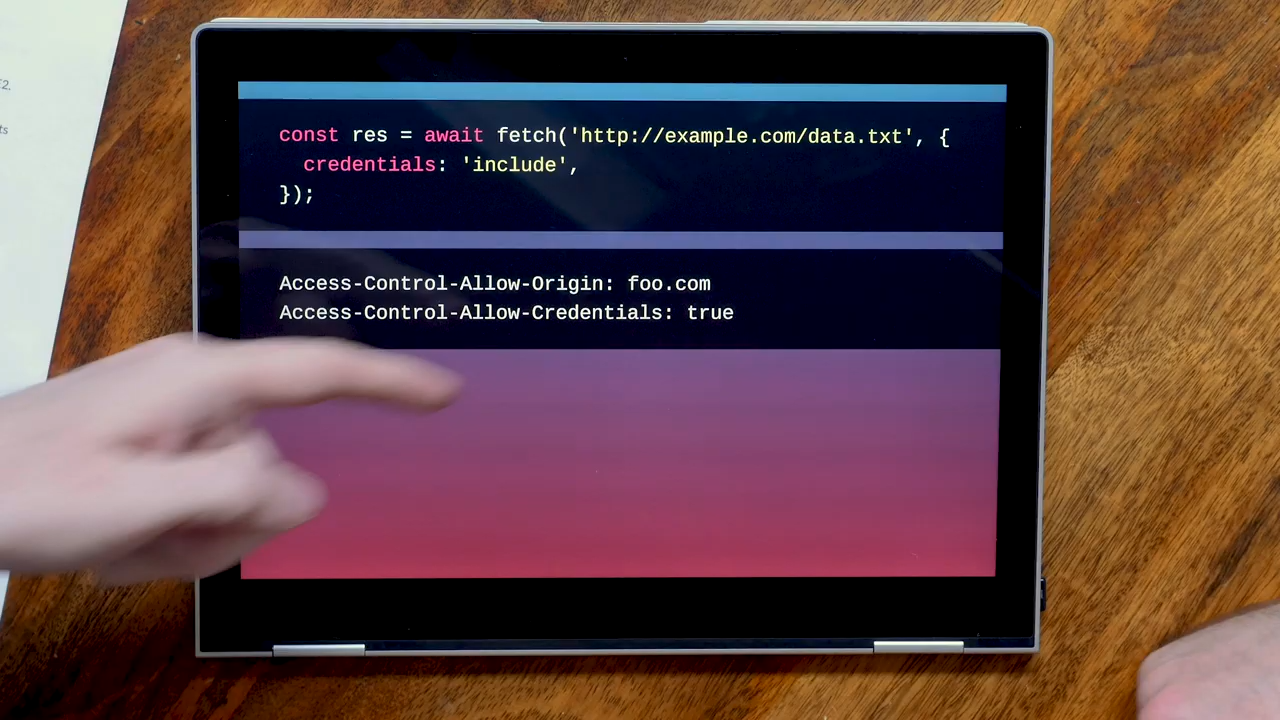 const res = await fetch('http://example.com/data.txt', {
  credentials: 'include',
});
Access-Control-Allow-Origin: foo.com
Access-Control-Allow-Credentials: true